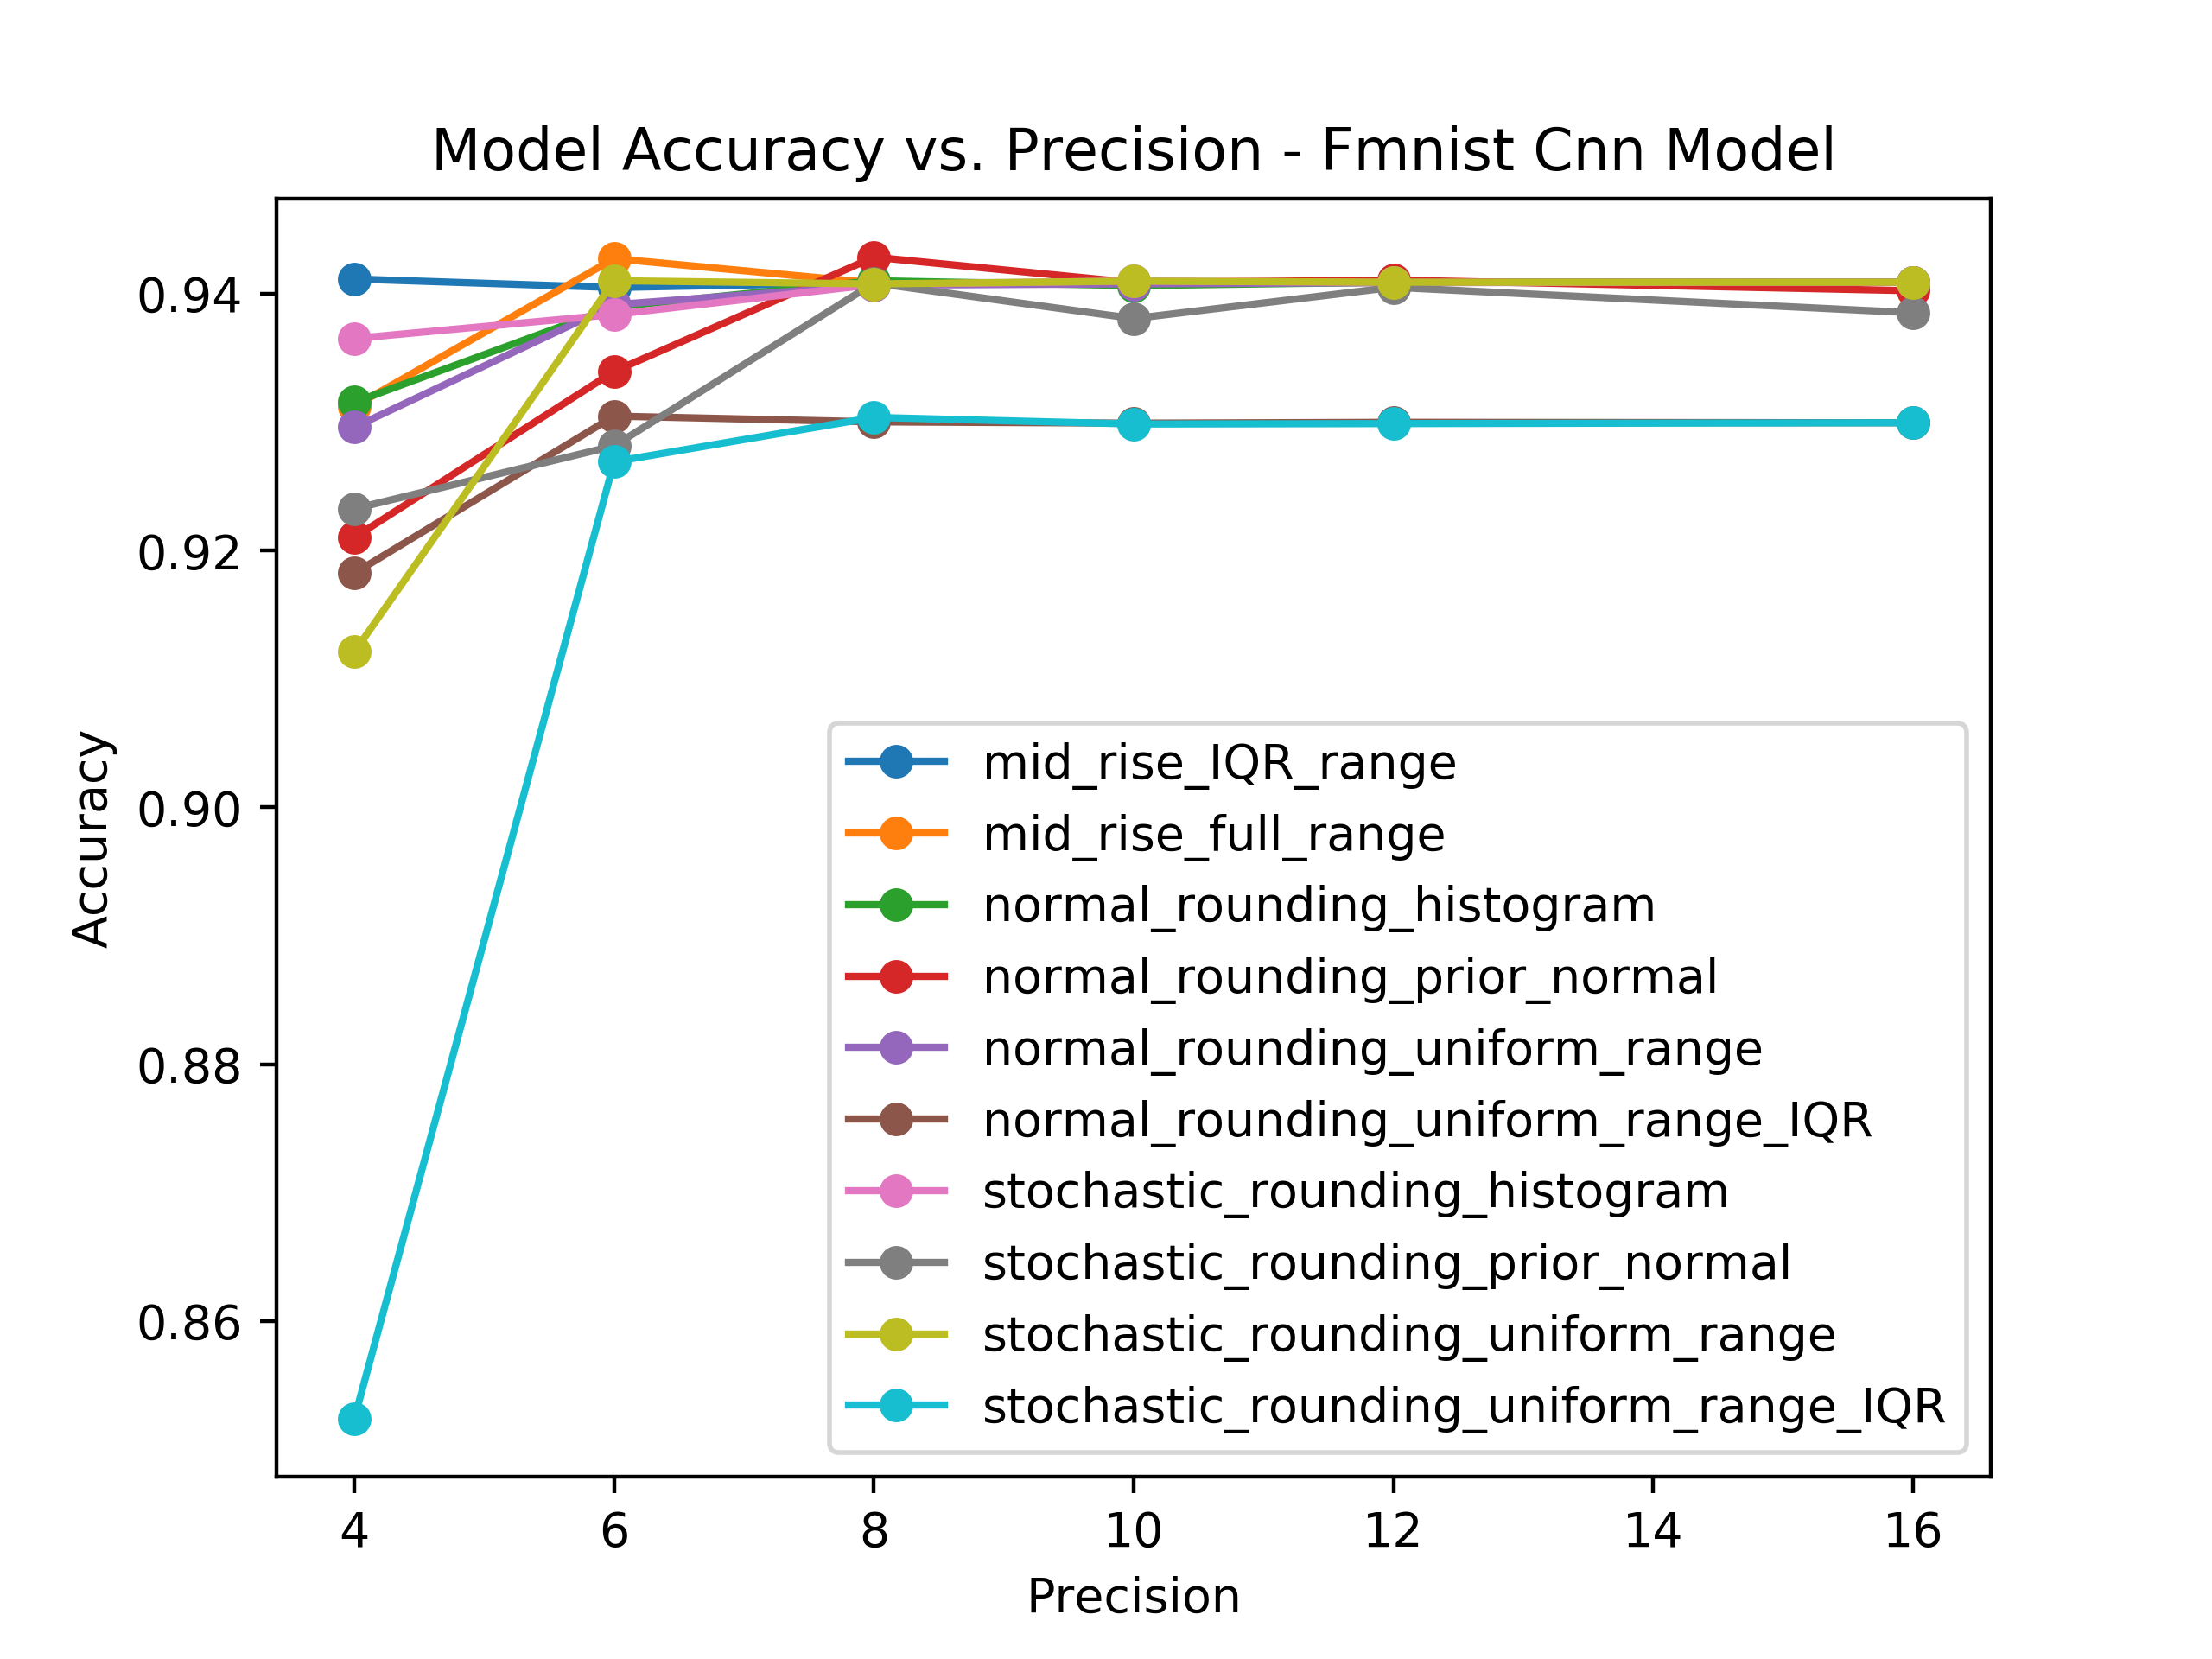 Model Accuracy vs. Precision - Fmnist Cnn Model
0.94
0.92
0.90
0.88
0.86
Accuracy
mid_rise_IQR_range
mid_rise_full_range
normal_rounding_histogram
normal_rounding_prior_normal
normal_rounding_uniform_range
normal_rounding_uniform_range_IQR
stochastic_rounding_histogram
stochastic_rounding_prior_normal
stochastic_rounding_uniform_range
stochastic_rounding_uniform_range_IQR
4 6 8 10 12 14 16
Precision